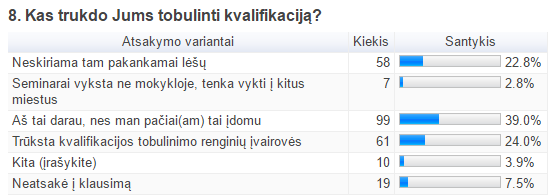 8. Kas trukdo Jums tobulinti kvalifikaciją?
Atsakymo variantai Kiekis Santykis
Neskiriama tam pakankamai lėšų 58 22.8%
Seminarai vyksta ne mokykloje, tenka vykti į kitus 7 2.8%
miestus
Aš tai darau, nes man pačiai(am) tai įdomu 99 39.0%
Trūksta kvalifikacijos tobulinimo renginių įvairovės 61 24.0%
Kita (įrašykite) 10 3.9%
Neatsakė į klausimą 19 7.5%